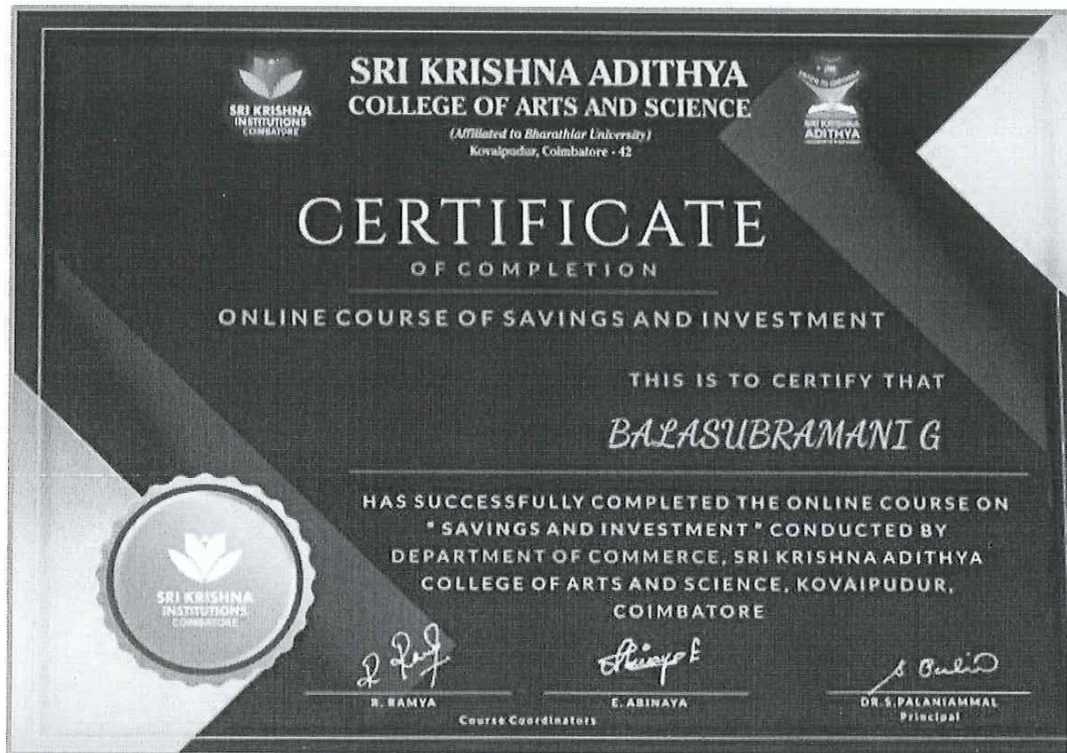 SRI KRISHNA
INSTITUTIONS
COIMBATORE
SRI KRISHNA ADITHYA
COLLEGE OF ARTS AND SCIENCE
(Affiliated to Bharathiar University)
Kovaipudur, Coimbatore - 42
SRI KRISHNA
ADITHYA
CERTIFICATE
OF COMPLETION
ONLINE COURSE OF SAVINGS AND INVESTMENT
THIS IS TO CERTIFY THAT
BALASUBRAMANI G
HAS SUCCESSFULLY COMPLETED THE ONLINE COURSE ON
" SAVINGS AND INVESTMENT " CONDUCTED BY
DEPARTMENT OF COMMERCE, SRI KRISHNA ADITHYA
COLLEGE OF ARTS AND SCIENCE, KOVAIPUDUR,
COIMBATORE
SRI KRISHNA
INSTITUTIONS
COIMBATORE
R. RAMYA
E. ABINAYA
DR.S.PALANIAMMAL
Course Coordinators
Principal